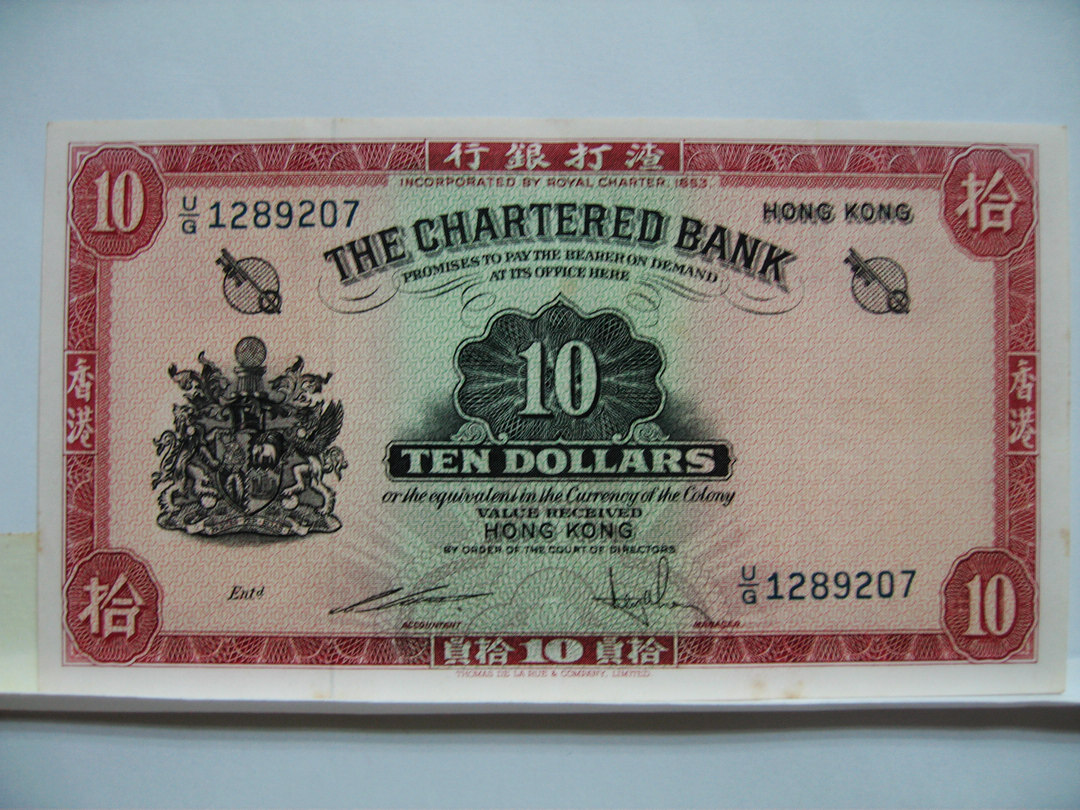 行銀打渣
INCORPORATED BY ROYAL CHARTER, 1853.
10
U/G 1289207
HONG KONG
拾
THE CHARTERED BANK
PROMISES TO PAY THE BEARER ON DEMAND
AT ITS OFFICE HERE
10
香港
香港
TEN DOLLARS
or the equivalent in the Currency of the Colony
VALUE RECEIVED
HONG KONG
BY ORDER OF THE COURT OF DIRECTORS
拾
Entd
U/G 1289207
10
ACCOUNTANT
MANAGER
員拾 10 員拾
THOMAS DE LA RUE & COMPANY, LIMITED.